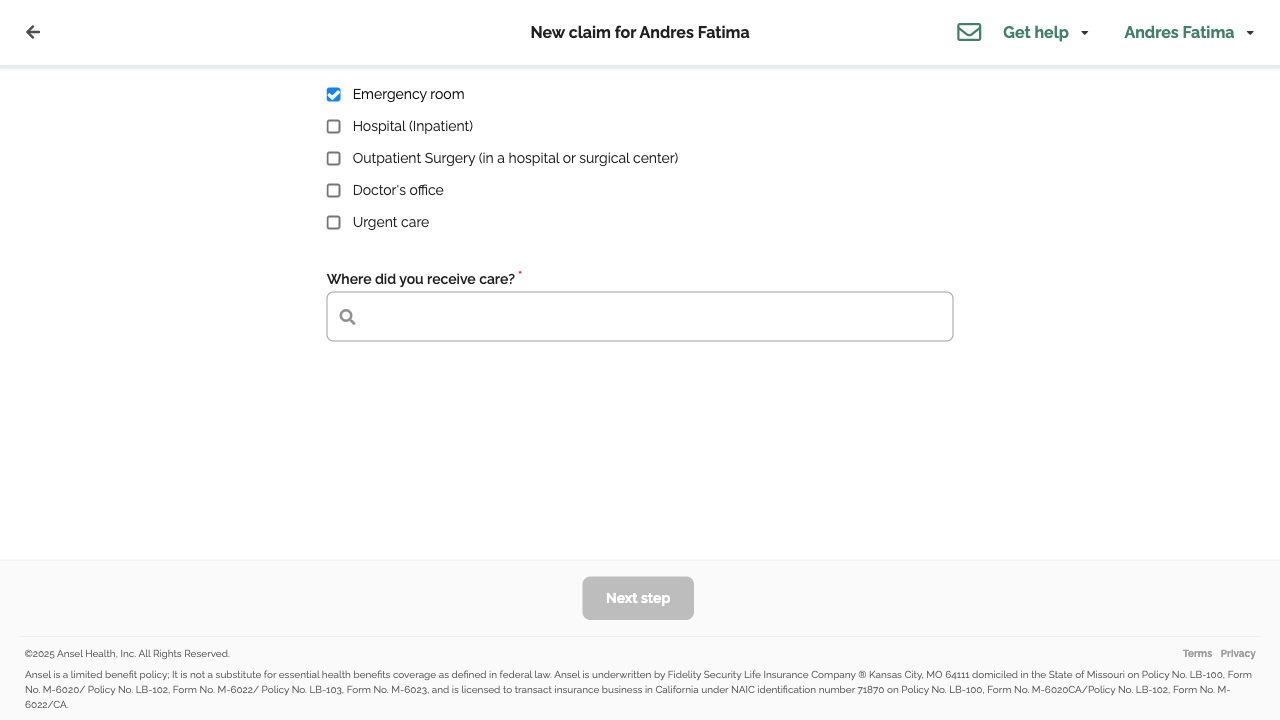 New claim for Andres Fatima
Get help
Andres Fatima
Emergency room
Hospital (Inpatient)
Outpatient Surgery (in a hospital or surgical center)
Doctor's office
Urgent care
Where did you receive care? *
Next step
©2025 Ansel Health, Inc. All Rights Reserved.
Terms Privacy
Ansel is a limited benefit policy; It is not a substitute for essential health benefits coverage as defined in federal law. Ansel is underwritten by Fidelity Security Life Insurance Company ® Kansas City, MO 64111 domiciled in the State of Missouri on Policy No. LB-100, Form
No. M-6020/ Policy No. LB-102, Form No. M-6022/ Policy No. LB-103, Form No. M-6023, and is licensed to transact insurance business in California under NAIC identification number 71870 on Policy No. LB-100, Form No. M-6020CA/Policy No. LB-102, Form No. M-
6022/CA.